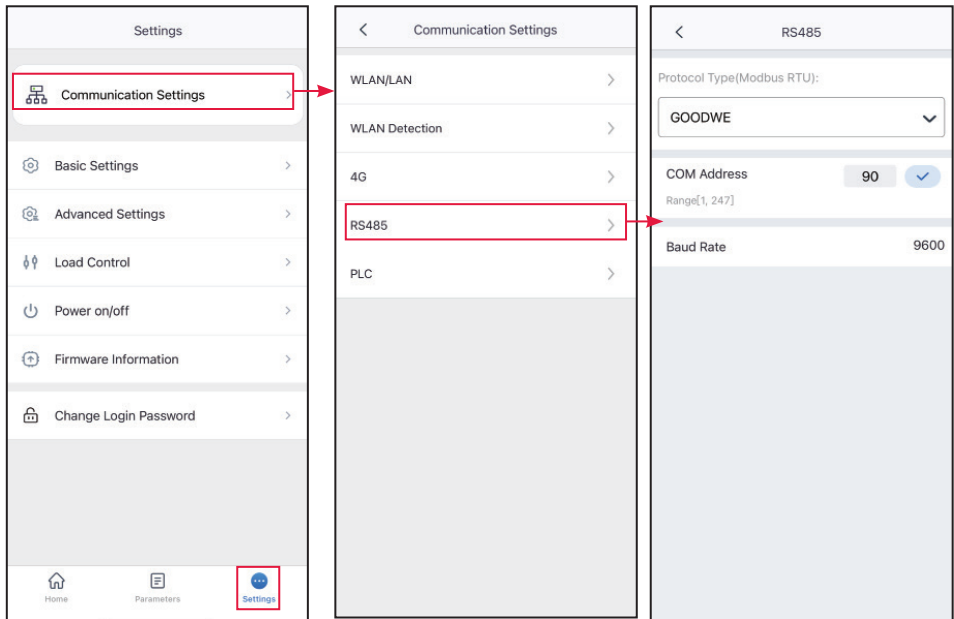 Settings
Communication Settings
Basic Settings
Advanced Settings
Load Control
Power on/off
Firmware Information
Change Login Password
Home
Parameters
Settings
Communication Settings
WLAN/LAN
WLAN Detection
4G
RS485
PLC
RS485
Protocol Type(Modbus RTU):
GOODWE
COM Address
90
Range[1, 247]
Baud Rate
9600